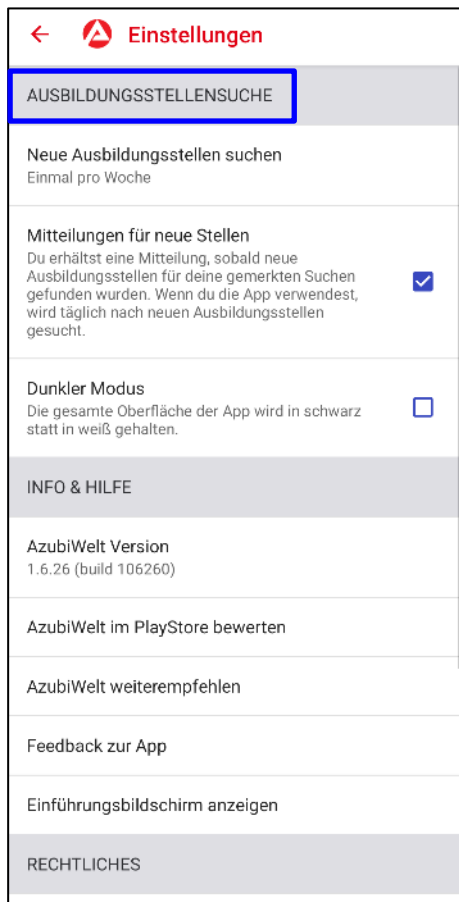 Einstellungen
AUSBILDUNGSSTELLENSUCHE
Neue Ausbildungsstellen suchen
Einmal pro Woche
Mitteilungen für neue Stellen
Du erhältst eine Mitteilung, sobald neue
Ausbildungsstellen für deine gemerkten Suchen
gefunden wurden. Wenn du die App verwendest,
wird täglich nach neuen Ausbildungsstellen
gesucht.
Dunkler Modus
Die gesamte Oberfläche der App wird in schwarz
statt in weiß gehalten.
INFO & HILFE
AzubiWelt Version
1.6.26 (build 106260)
AzubiWelt im PlayStore bewerten
AzubiWelt weiterempfehlen
Feedback zur App
Einführungsbildschirm anzeigen
RECHTLICHES